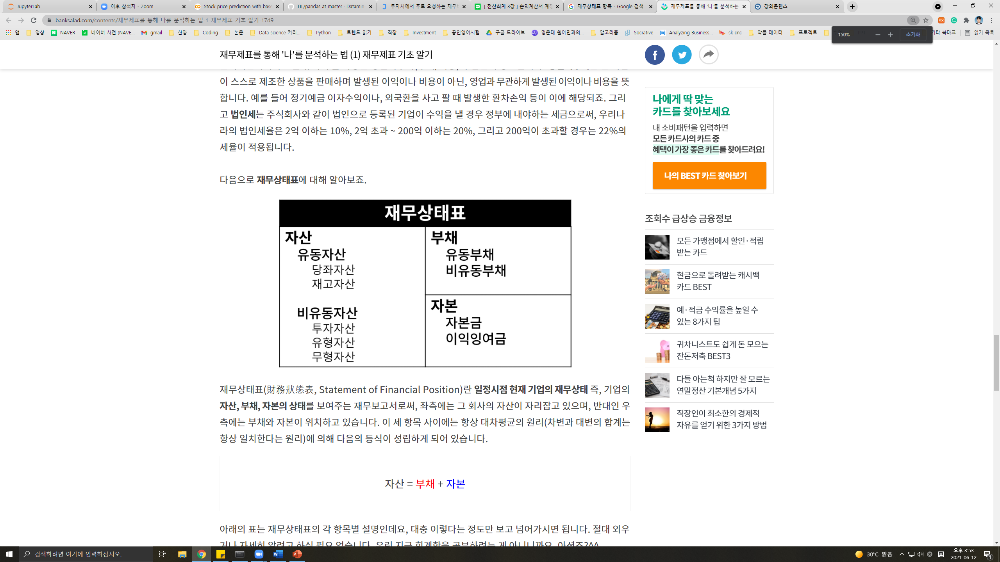 JupyterLab
이후 참석자 - Zoom
Stock price prediction with base
TIL/pandas at master · Datamin
투자처에서 주로 요청하는 재무
[ 전산회계 3강 ] 손익계산서 계정
재무상태표 항목 - Google 검색
재무제표를 통해 '나'를 분석하는
강의콘텐츠
banksalad.com/contents/재무제표를-통해-나를-분석하는-법-1-재무제표-기초-알기-17d9
앱
영상
NAVER
네이버 사전 (NAVE...
gmail
한양
Coding
논문
Data science 커리...
Python
트렌드 읽기
직장
Investment
공인영어시험
구글 드라이브
명문대 원어민과의...
알고리즘
Socrative
Analyzing Business...
sk cnc
악플 데이터
프로젝트
기타 북마크
읽기 목록
150%
초기화
재무제표를 통해 '나'를 분석하는 법 (1) 재무제표 기초 알기
이 스스로 제조한 상품을 판매하며 발생된 이익이나 비용이 아닌, 영업과 무관하게 발생된 이익이나 비용을 뜻
합니다. 예를 들어 정기예금 이자수익이나, 외국환을 사고 팔 때 발생한 환차손익 등이 이에 해당되죠. 그리
고 법인세는 주식회사와 같이 법인으로 등록된 기업이 수익을 낼 경우 정부에 내야하는 세금으로써, 우리나
라의 법인세율은 2억 이하는 10%, 2억 초과 ~ 200억 이하는 20%, 그리고 200억이 초과할 경우는 22%의
세율이 적용됩니다.
다음으로 재무상태표에 대해 알아보죠.
재무상태표
자산
유동자산
당좌자산
재고자산
비유동자산
투자자산
유형자산
무형자산
부채
유동부채
비유동부채
자본
자본금
이익잉여금
재무상태표(財務狀態表, Statement of Financial Position)란 일정시점 현재 기업의 재무상태 즉, 기업의
자산, 부채, 자본의 상태를 보여주는 재무보고서로써, 좌측에는 그 회사의 자산이 자리잡고 있으며, 반대인 우
측에는 부채와 자본이 위치하고 있습니다. 이 세 항목 사이에는 항상 대차평균의 원리(차변과 대변의 합계는
항상 일치한다는 원리)에 의해 다음의 등식이 성립하게 되어 있습니다.
자산 = 부채 + 자본
아래의 표는 재무상태표의 각 항목별 설명인데요, 대충 이렇다는 정도만 보고 넘어가시면 됩니다. 절대 외우
거나 자세히 알려고 하실 필요 없습니다. 우리 지금 회계학을 공부하려는 게 아니니까요. 아셨죠?^^
나에게 딱 맞는
카드를 찾아보세요
내 소비패턴을 입력하면
모든 카드사의 카드 중
혜택이 가장 좋은 카드를 찾아드려요!
나의 BEST 카드 찾아보기
조회수 급상승 금융정보
모든 가맹점에서 할인·적립
받는 카드
현금으로 돌려받는 캐시백
카드 BEST
예·적금 수익률을 높일 수
있는 8가지 팁
귀차니스트도 쉽게 돈 모으는
잔돈저축 BEST3
다들 아는척 하지만 잘 모르는
연말정산 기본개념 5가지
직장인이 최소한의 경제적
자유를 얻기 위한 3가지 방법
검색하려면 여기에 입력하십시오.
30°C 맑음
한
오후 3:53
2021-06-12
1